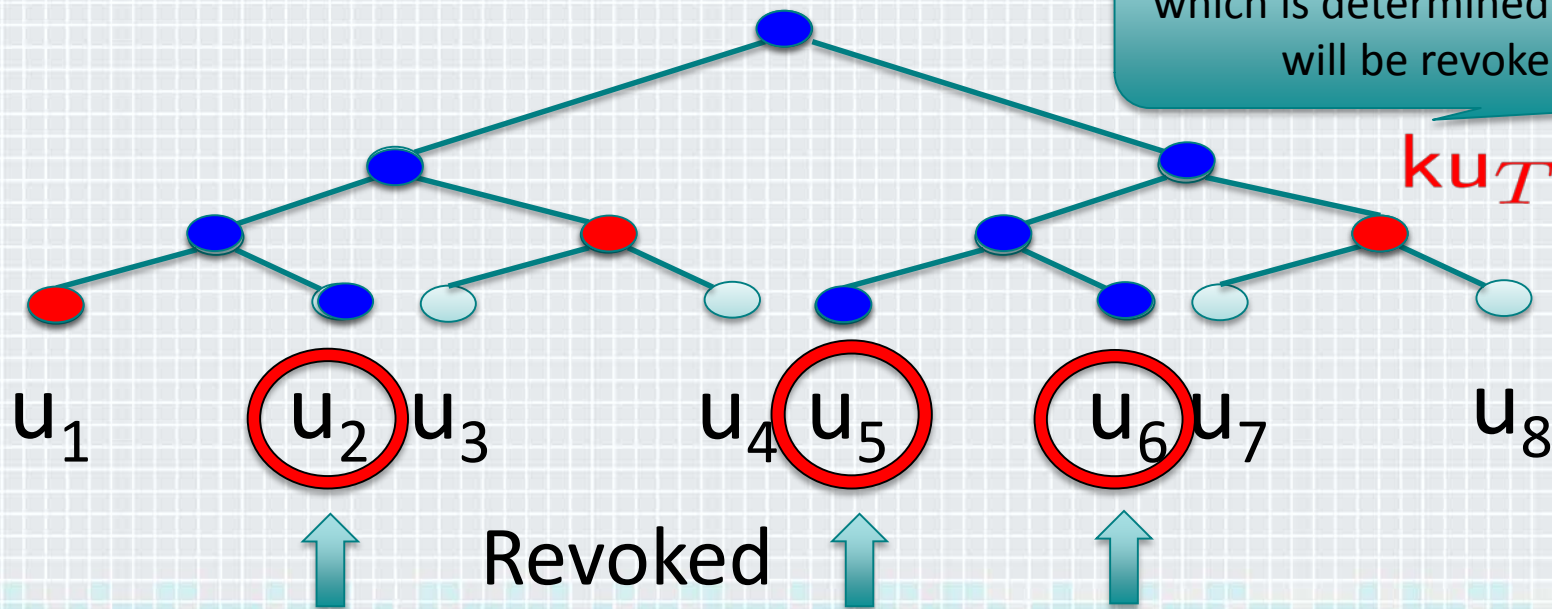 which is determined
will be revoke
ku_T
u_1 u_2 u_3 u_4 u_5 u_6 u_7 u_8
Revoked